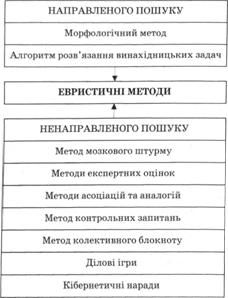 НАПРАВЛЕНОГО ПОШУКУ
Морфологічний метод
Алгоритм розв'язання винахідницьких задач
ЕВРИСТИЧНІ МЕТОДИ
НЕНАПРАВЛЕНОГО ПОШУКУ
Метод мозкового штурму
Методи експертних оцінок
Методи асоціацій та аналогій
Метод контрольних запитань
Метод колективного блокноту
Ділові ігри
Кібернетичні наради